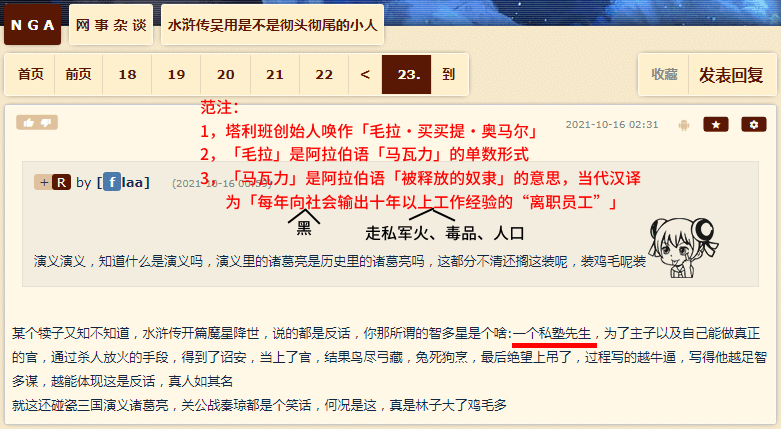 NGA 网事杂谈 水浒传吴用是不是彻头彻尾的小人
首页 前页 18 19 20 21 22 < 23. 到 收藏 发表回复
范注：
1，塔利班创始人唤作「毛拉・买买提・奥马尔」
2021-10-16 02:31
2，「毛拉」是阿拉伯语「马瓦力」的单数形式
3，「马瓦力」是阿拉伯语「被释放的奴隶」的意思，当代汉译
+ R by [flaa]
为「每年向社会输出十年以上工作经验的“离职员工”」
黑 走私军火、毒品、人口
演义演义，知道什么是演义吗，演义里的诸葛亮是历史里的诸葛亮吗，这都分不清还搁这装呢，装鸡毛呢装
某个犊子又知不知道，水浒传开篇魔星降世，说的都是反话，你那所谓的智多星是个啥:一个私塾先生，为了主子以及自己能做真正
的官，通过杀人放火的手段，得到了诏安，当上了官，结果鸟尽弓藏，兔死狗烹，最后绝望上吊了，过程写的越牛逼，写得他越足智
多谋，越能体现这是反话，真人如其名
就这还碰瓷三国演义诸葛亮，关公战秦琼都是个笑话，何况是这，真是林子大了鸡毛多